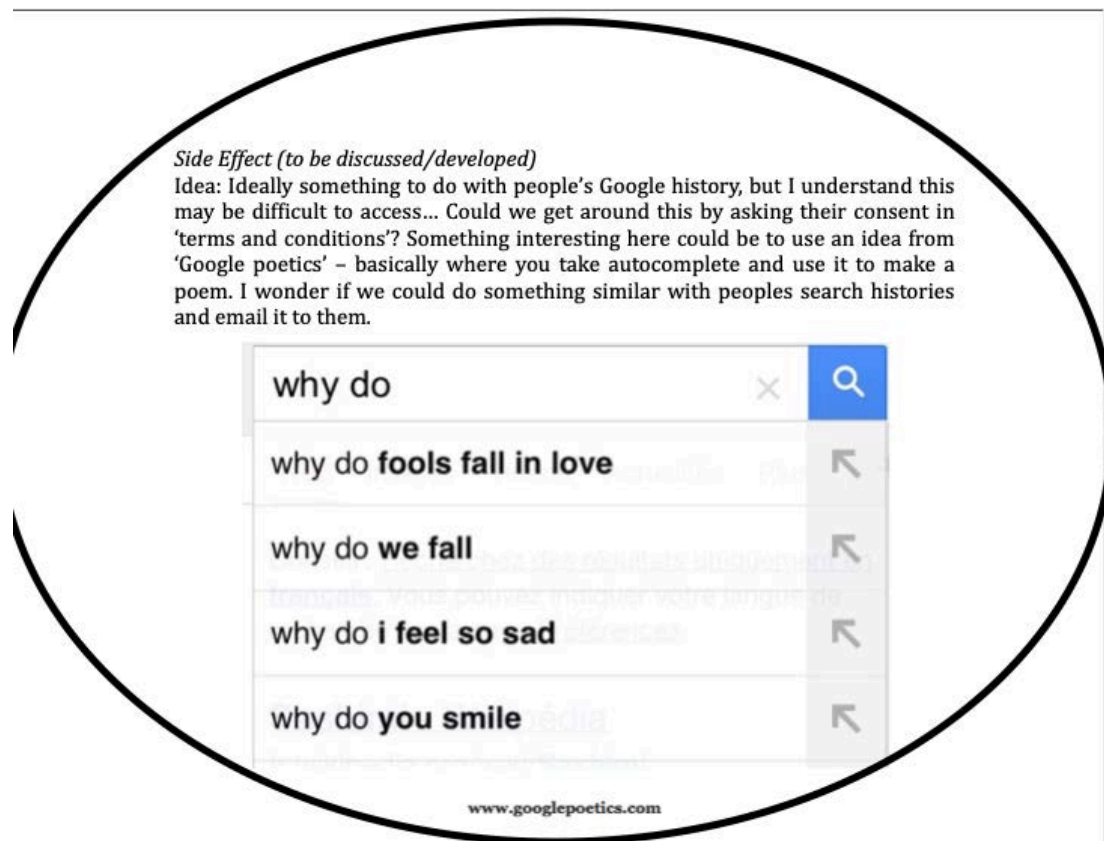 Side Effect (to be discussed/developed)
Idea: Ideally something to do with people’s Google history, but I understand this
may be difficult to access… Could we get around this by asking their consent in
‘terms and conditions’? Something interesting here could be to use an idea from
‘Google poetics’ – basically where you take autocomplete and use it to make a
poem. I wonder if we could do something similar with peoples search histories
and email it to them.
why do
why do fools fall in love
why do we fall
why do i feel so sad
why do you smile
www.googlepoetics.com